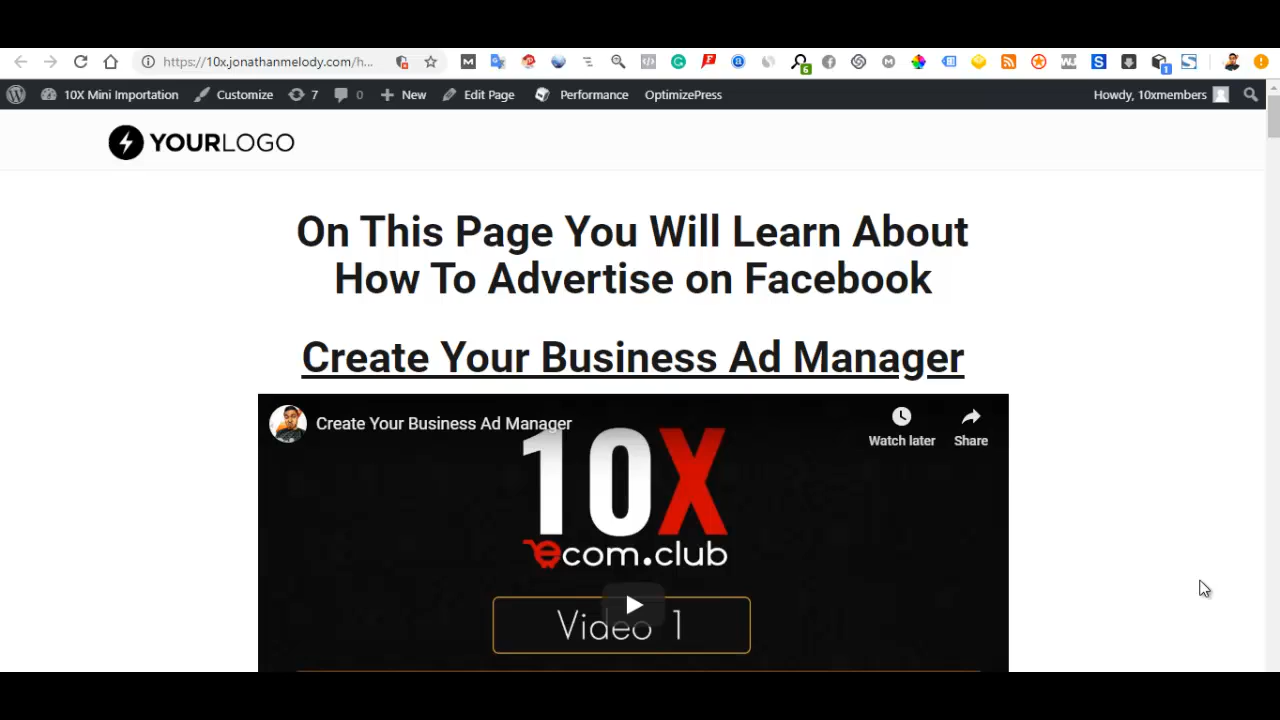 https://10x.jonathanmelody.com/h...
10X Mini Importation Customize 7 0 New Edit Page Performance OptimizePress Howdy, 10xmembers
YOURLOGO
On This Page You Will Learn About
How To Advertise on Facebook
Create Your Business Ad Manager
Create Your Business Ad Manager
Watch later Share
10X
ecom.club
Video 1